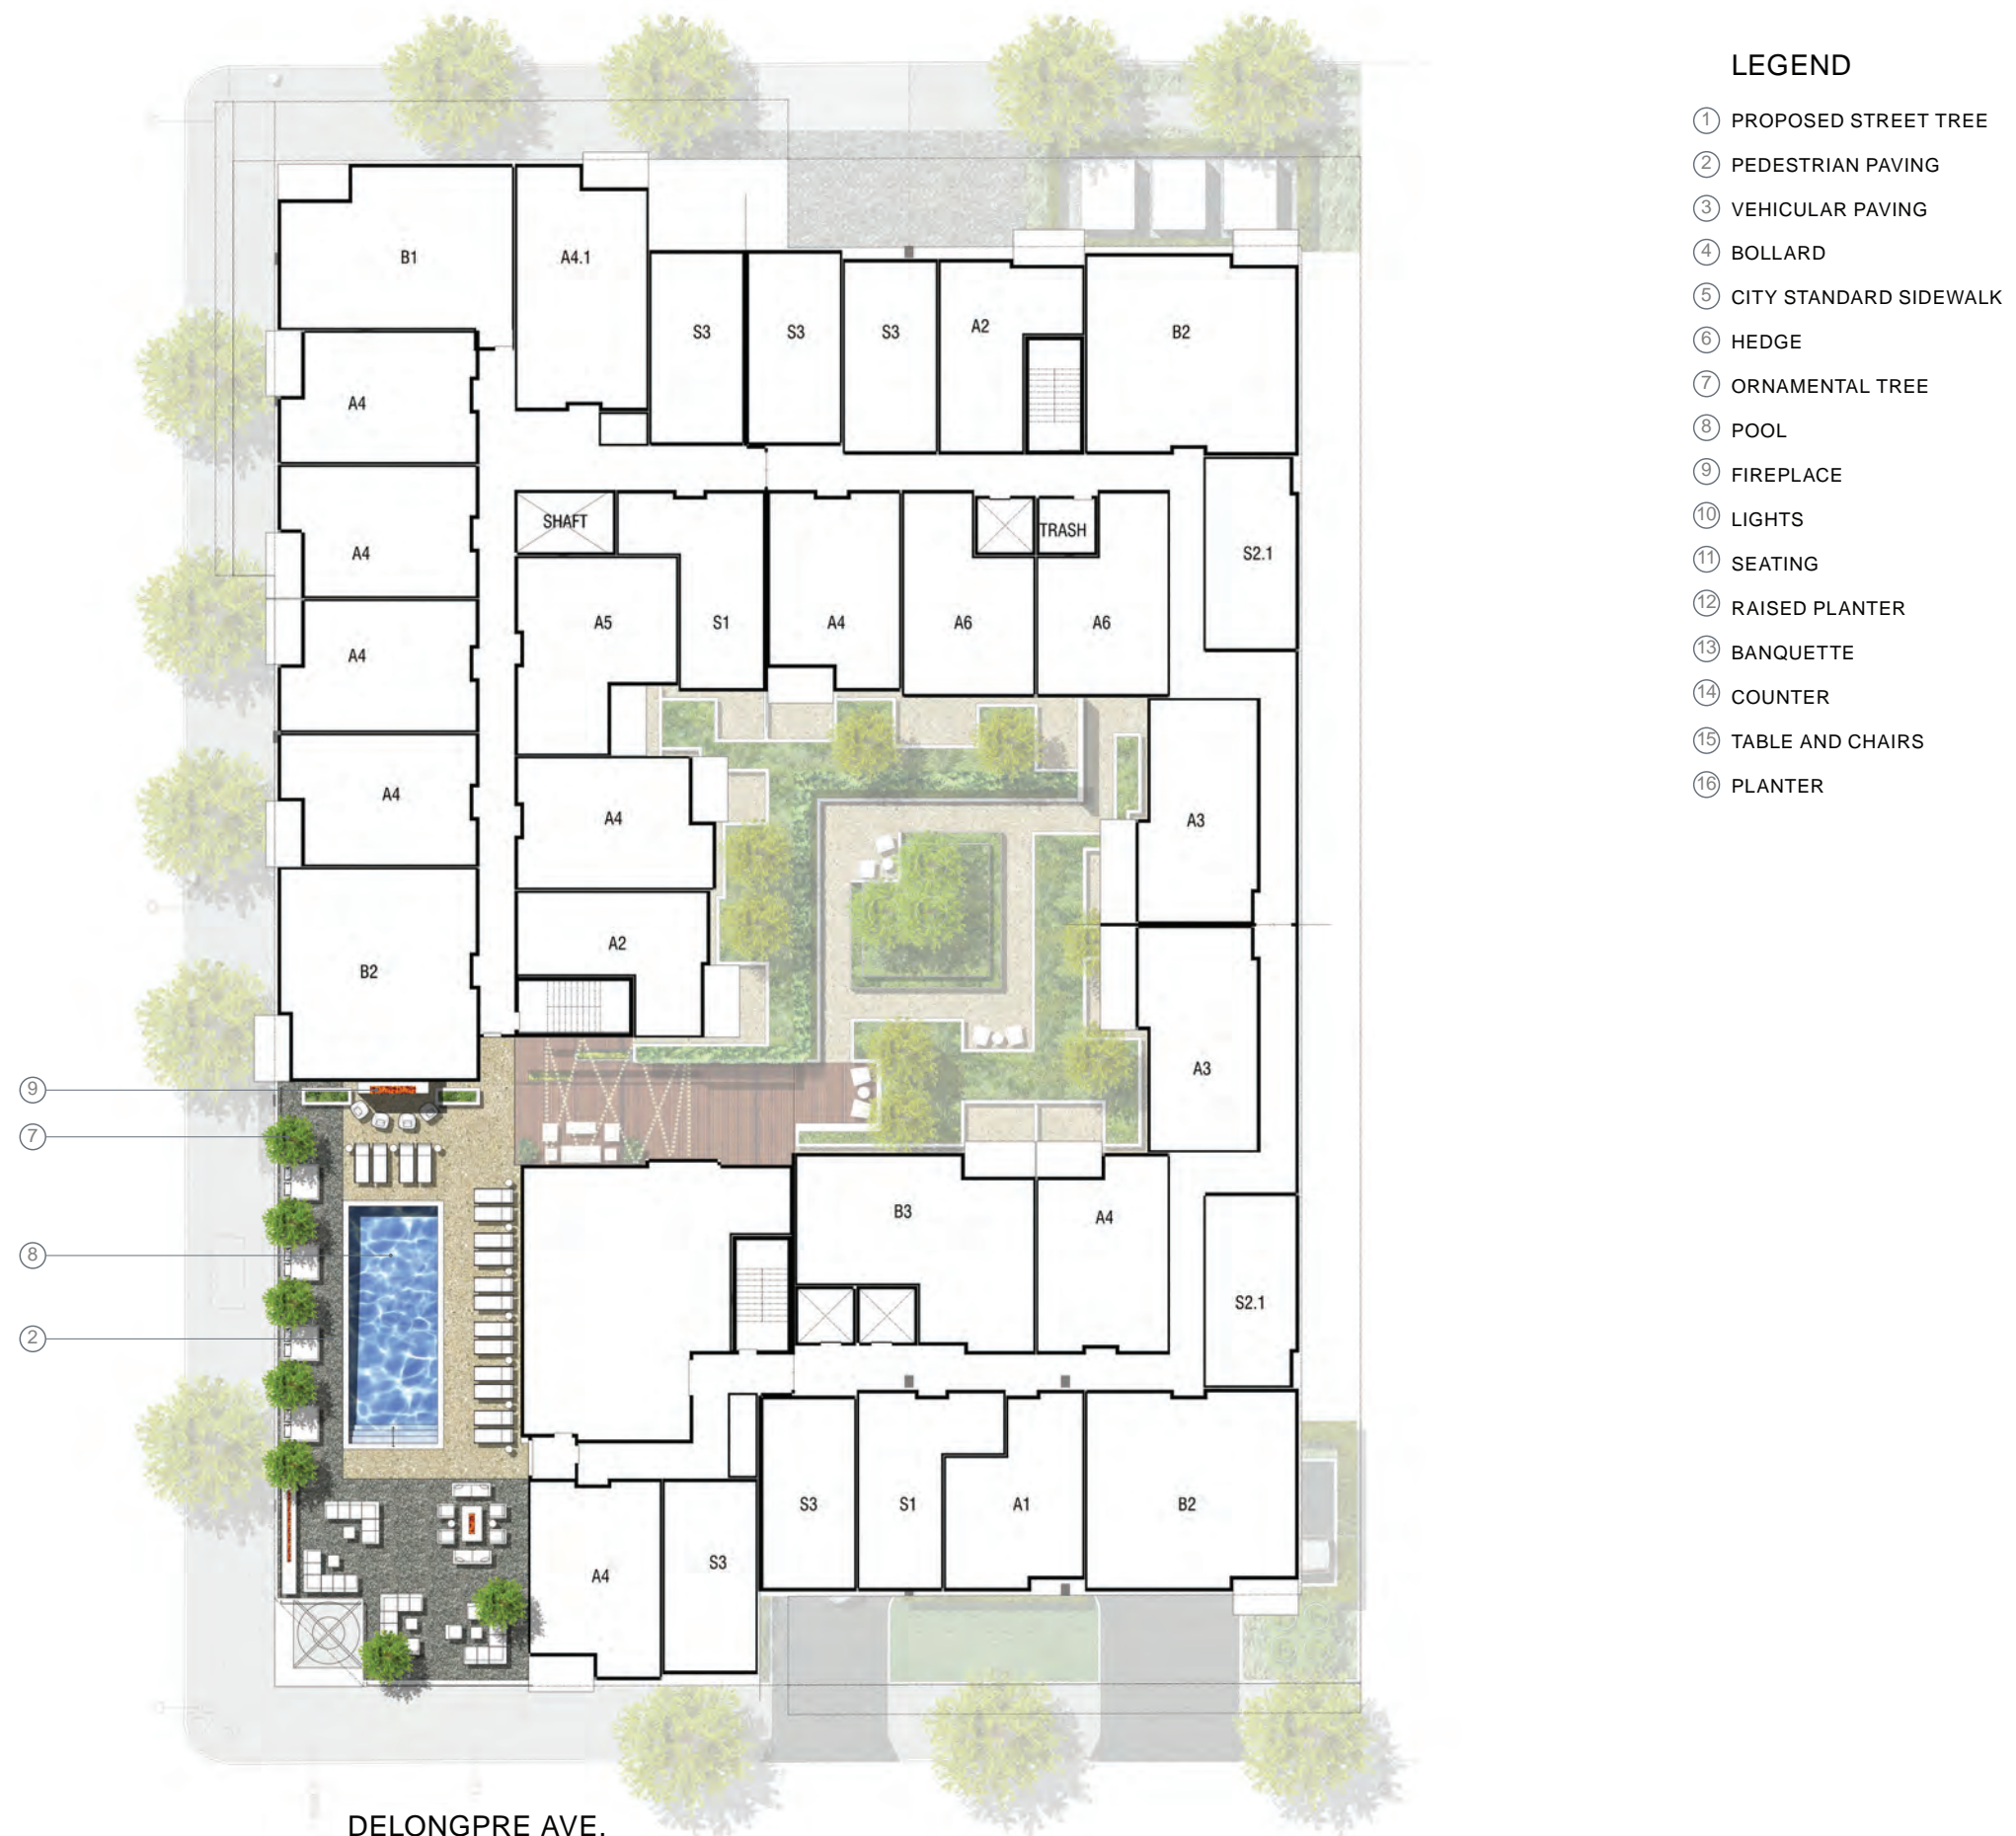 LEGEND
1 PROPOSED STREET TREE
2 PEDESTRIAN PAVING
3 VEHICULAR PAVING
4 BOLLARD
5 CITY STANDARD SIDEWALK
6 HEDGE
7 ORNAMENTAL TREE
8 POOL
9 FIREPLACE
10 LIGHTS
11 SEATING
12 RAISED PLANTER
13 BANQUETTE
14 COUNTER
15 TABLE AND CHAIRS
16 PLANTER
B1
A4.1
S3
S3
S3
A2
B2
A4
A4
SHAFT
TRASH
S2.1
A5
S1
A4
A6
A6
A4
A4
A4
A3
A2
B2
A3
9
7
B3
A4
8
S2.1
2
S3
S1
A1
B2
A4
S3
DELONGPRE AVE.